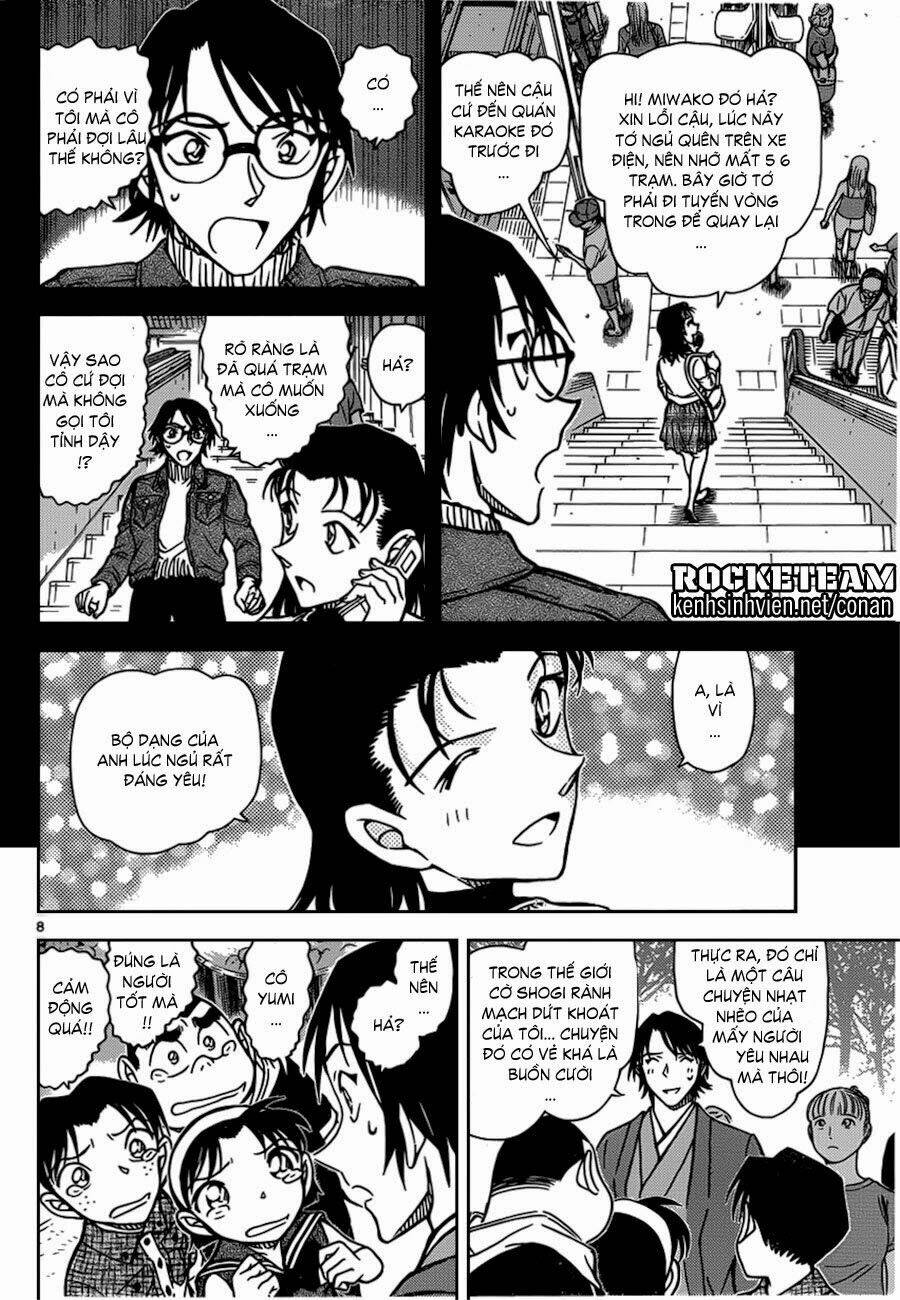 HI! MIWAKO ĐÓ HẢ?
XIN LỖI CẬU, LÚC NÃY
TỚ NGỦ QUÊN TRÊN XE
ĐIỆN, NÊN NHỠ MẤT 5 6
TRẠM. BÂY GIỜ TỚ
PHẢI ĐI TUYẾN VÒNG
TRONG ĐỂ QUAY LẠI
...
THẾ NÊN CẬU
CỨ ĐẾN QUÁN
KARAOKE ĐÓ
TRƯỚC ĐI
...
CÓ
...
CÓ PHẢI VÌ
TÔI MÀ CÔ
PHẢI ĐỢI LÂU
THẾ KHÔNG?
HẢ?
RÕ RÀNG LÀ
ĐÃ QUÁ TRẠM
MÀ CÔ MUỐN
XUỐNG
...
VẬY SAO
CÔ CỨ ĐỢI
MÀ KHÔNG
GỌI TÔI
TỈNH DẬY
!?
ROCKETEAM
kenhsinhvien.net/conan
A, LÀ
VÌ
...
BỘ DẠNG CỦA
ANH LÚC NGỦ RẤT
ĐÁNG YÊU!
8
THỰC RA, ĐÓ CHỈ
LÀ MỘT CÂU
CHUYỆN NHẠT
NHẼO CỦA
MẤY NGƯỜI
YÊU NHAU
MÀ THÔI!
TRONG THẾ GIỚI
CỜ SHOGI RÀNH
MẠCH DỨT KHOÁT
CỦA TÔI... CHUYỆN
ĐÓ CÓ VẺ KHÁ LÀ
BUỒN CƯỜI
...
THẾ
NÊN
...
HẢ?
CÔ
YUMI
...
ĐÚNG LÀ
NGƯỜI
TỐT MÀ
!!
CẢM
ĐỘNG
QUÁ!!